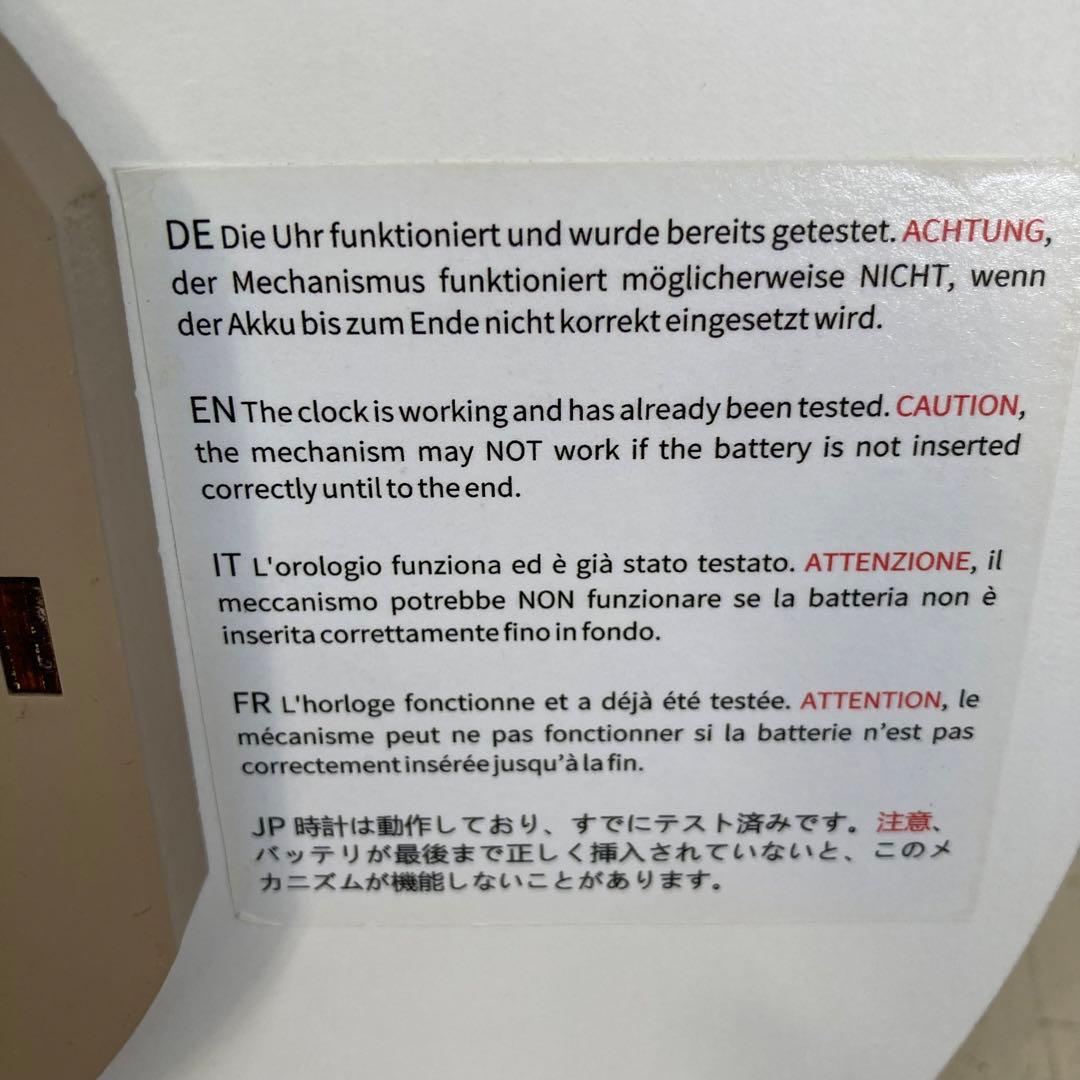 DE Die Uhr funktioniert und wurde bereits getestet. ACHTUNG,
der Mechanismus funktioniert möglicherweise NICHT, wenn
der Akku bis zum Ende nicht korrekt eingesetzt wird.
EN The clock is working and has already been tested. CAUTION,
the mechanism may NOT work if the battery is not inserted
correctly until to the end.
IT L'orologio funziona ed è già stato testato. ATTENZIONE, il
meccanismo potrebbe NON funzionare se la batteria non è
inserita correttamente fino in fondo.
FR L'horloge fonctionne et a déjà été testée. ATTENTION, le
mécanisme peut ne pas fonctionner si la batterie n’est pas
correctement insérée jusqu’à la fin.
JP 時計は動作しており、すでにテスト済みです。注意、
バッテリが最後まで正しく挿入されていないと、このメ
カニズムが機能しないことがあります。